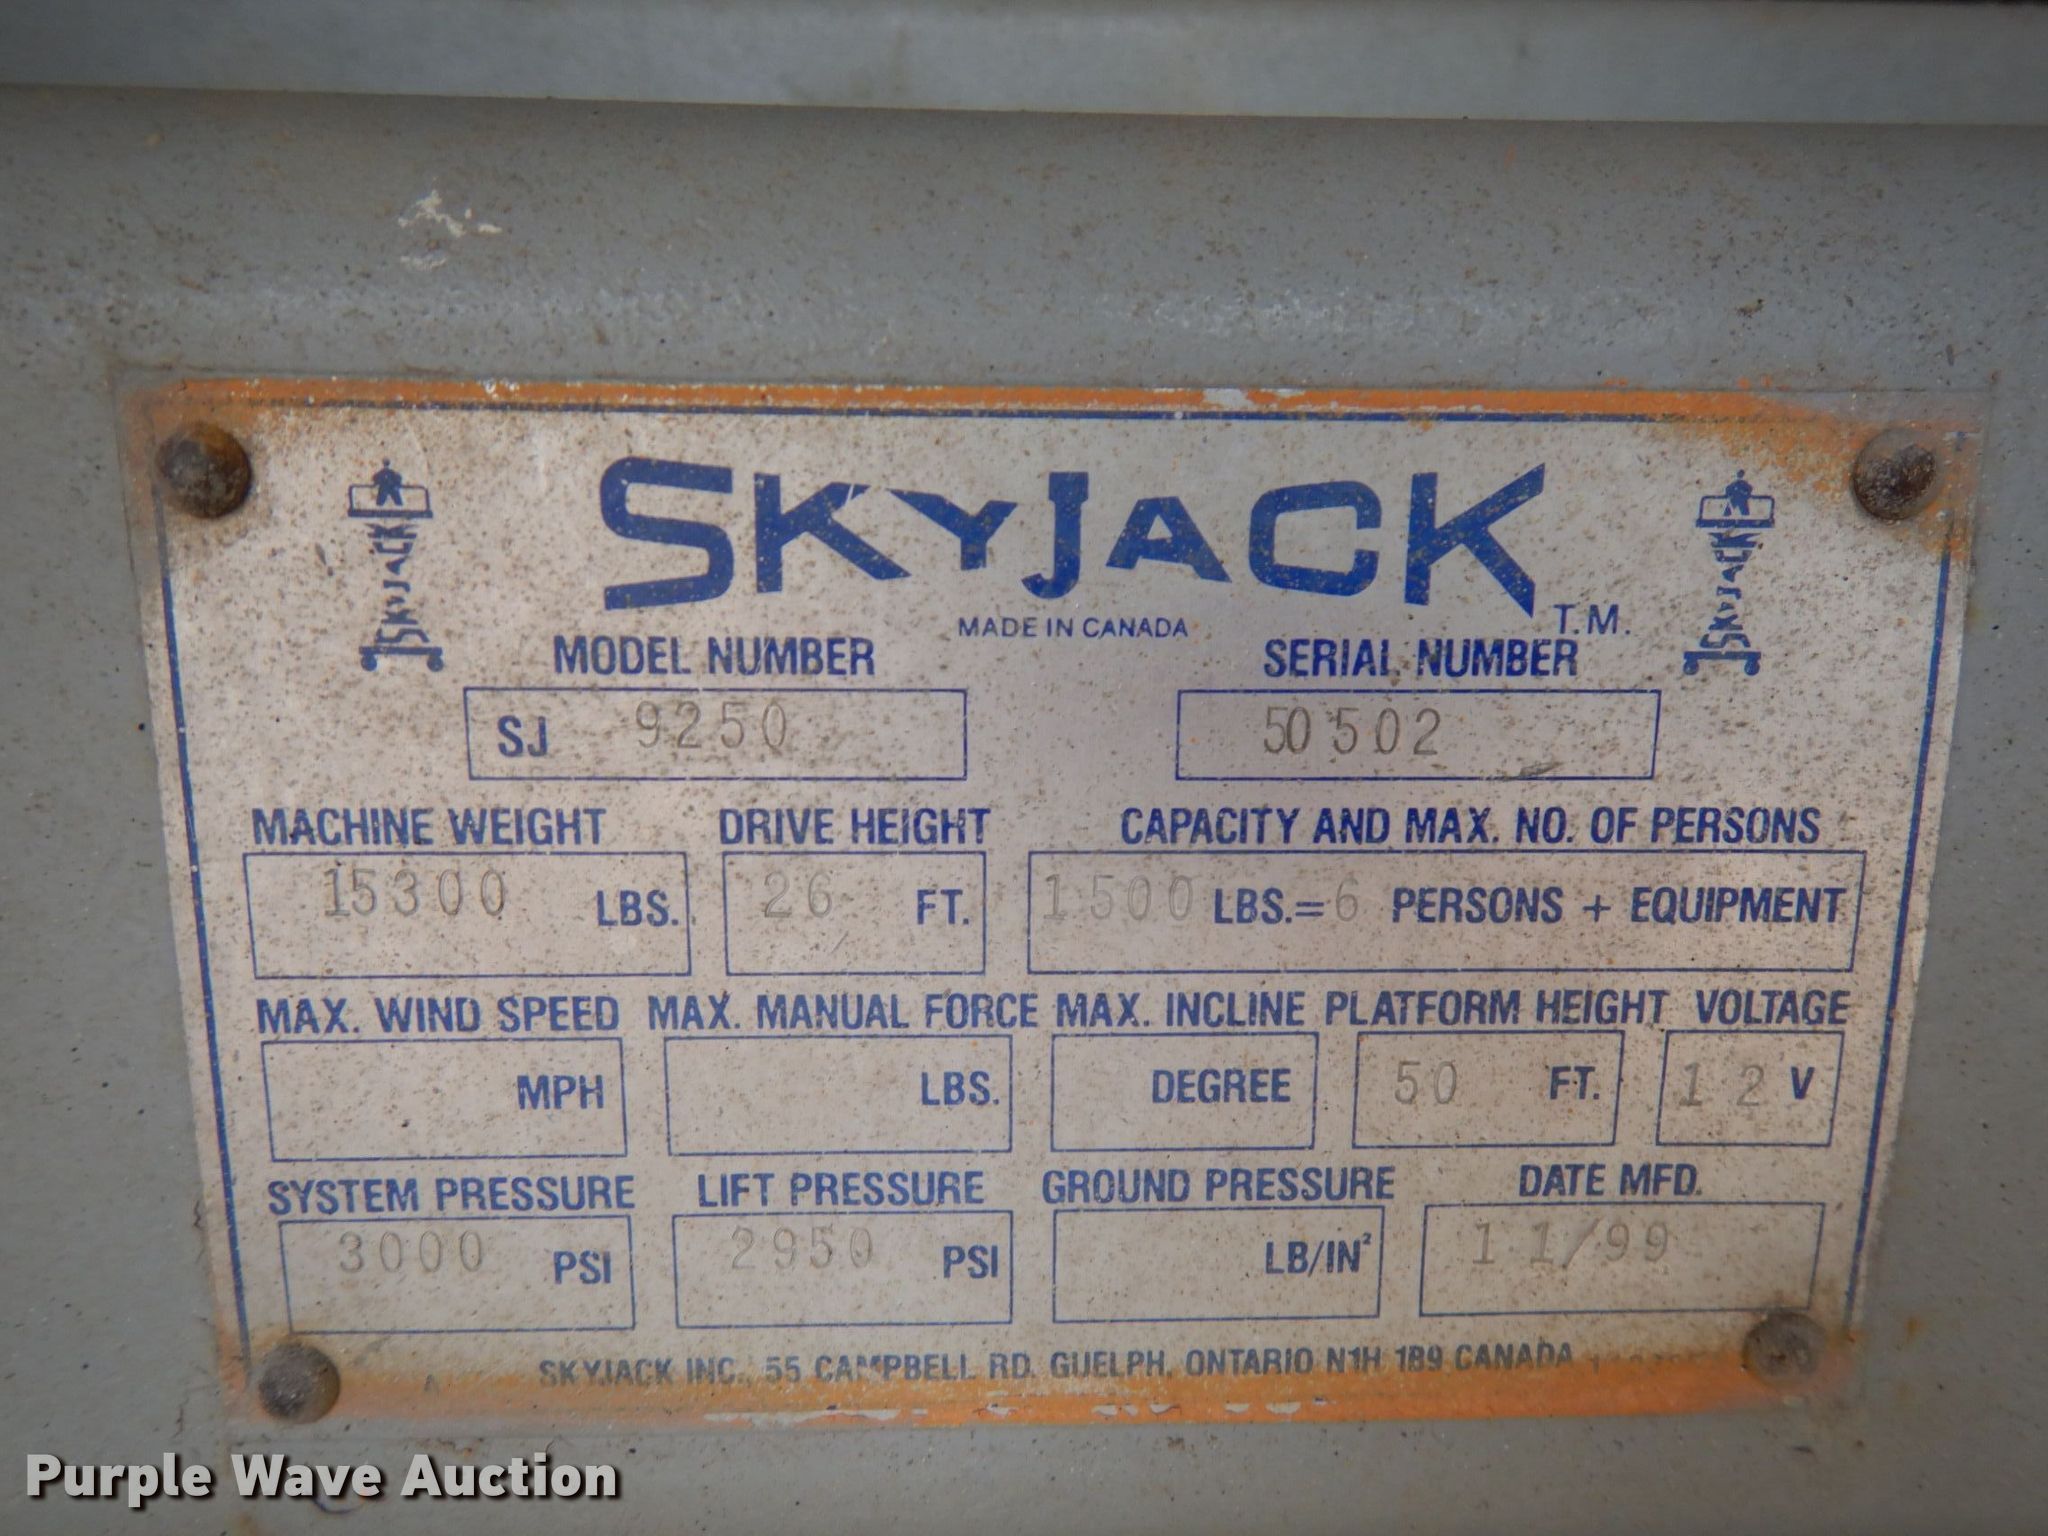 SKYJACK T.M.
SKYJACK
SKYJACK
MADE IN CANADA
MODEL NUMBER SERIAL NUMBER
SJ 9250 50502
MACHINE WEIGHT DRIVE HEIGHT CAPACITY AND MAX. NO. OF PERSONS
15300 LBS. 26 FT. 1500 LBS.=6 PERSONS + EQUIPMENT
MAX. WIND SPEED MAX. MANUAL FORCE MAX. INCLINE PLATFORM HEIGHT VOLTAGE
MPH LBS. DEGREE 50 FT. 12 V
SYSTEM PRESSURE LIFT PRESSURE GROUND PRESSURE DATE MFD.
3000 PSI 2950 PSI LB/IN² 11/99
SKYJACK INC., 55 CAMPBELL RD. GUELPH, ONTARIO N1H 1B9 CANADA
Purple Wave Auction